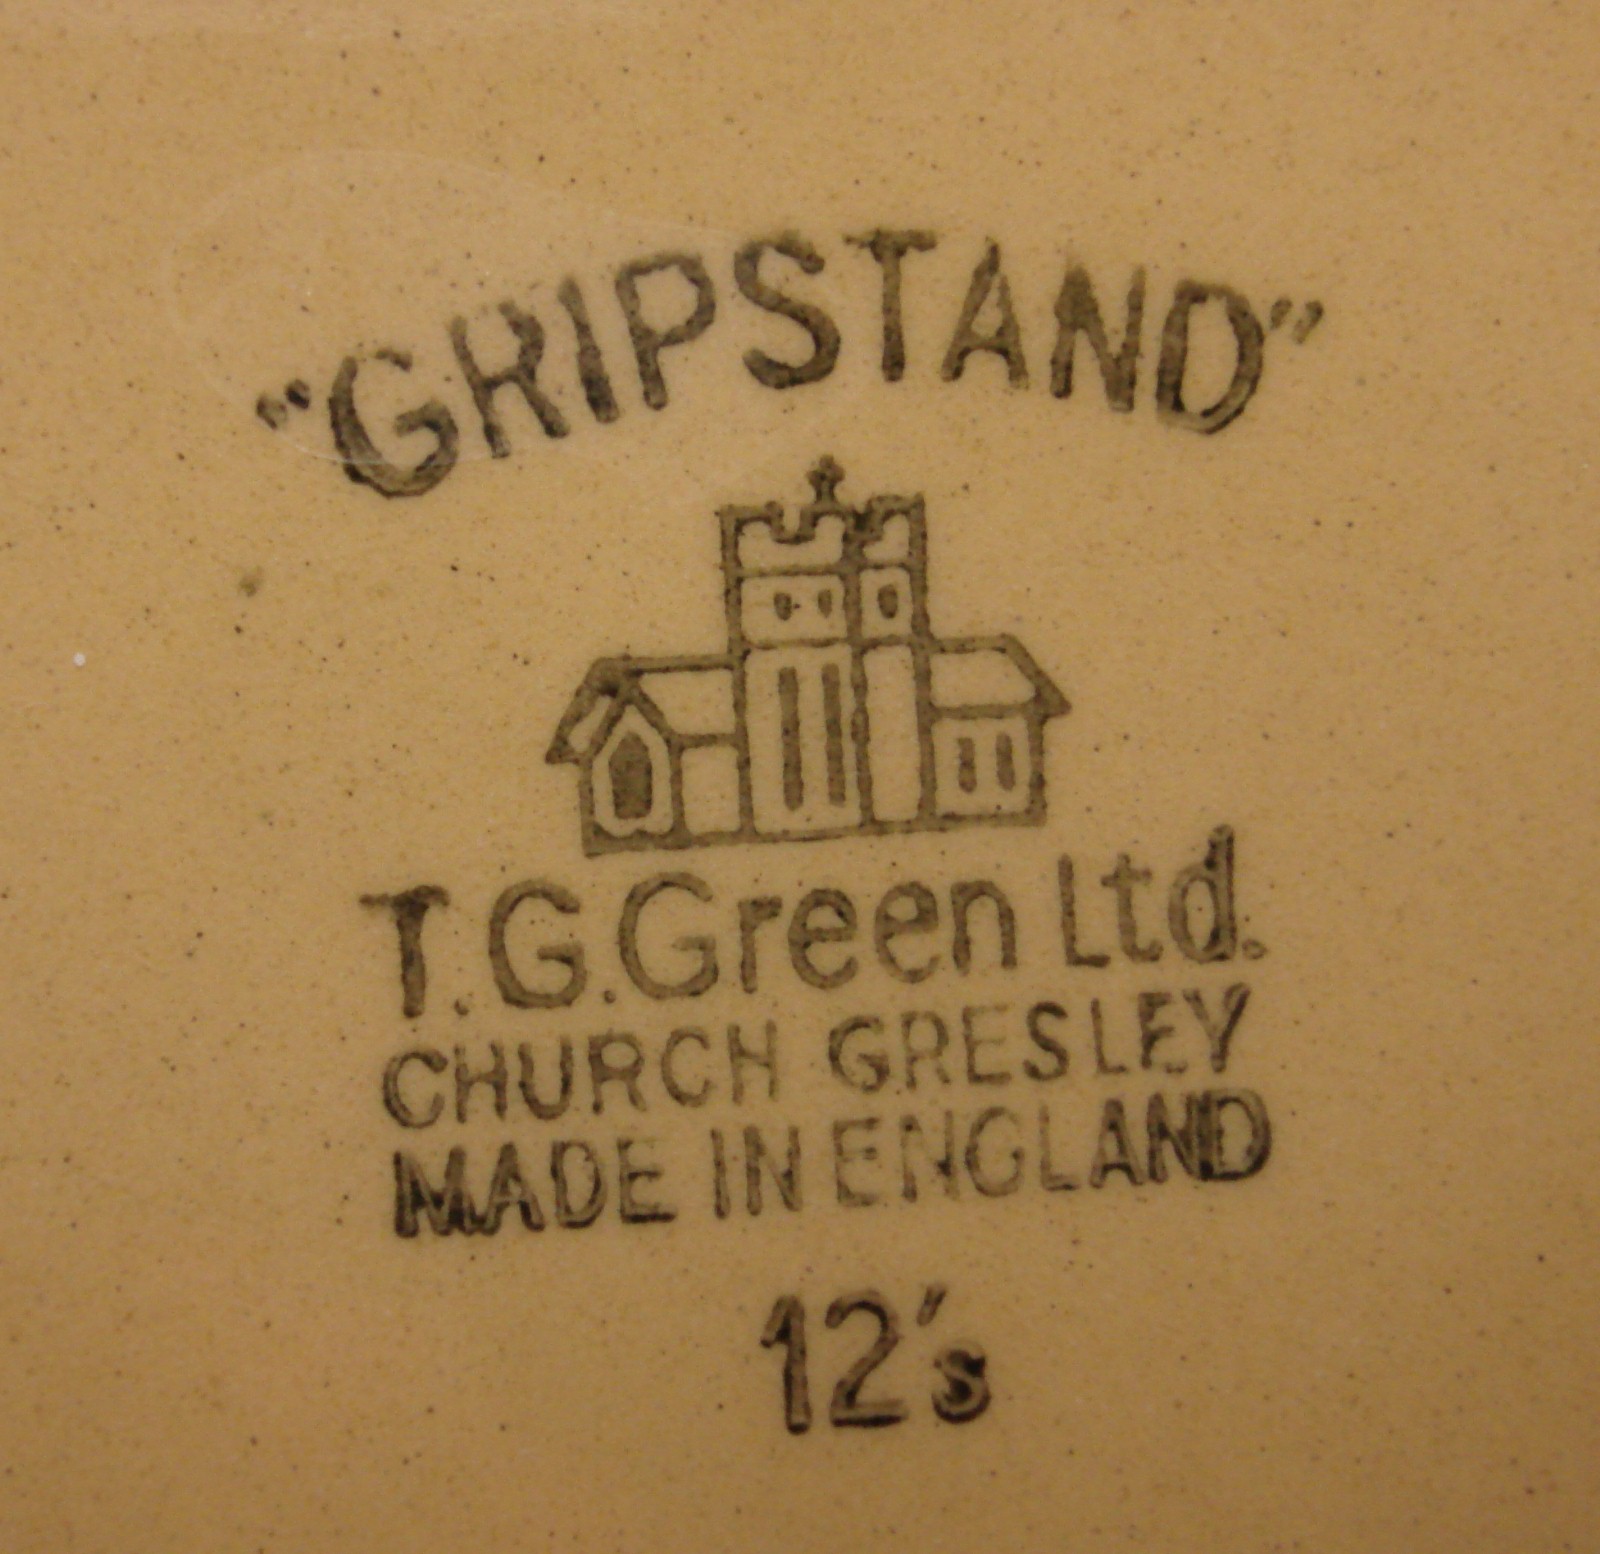 "GRIPSTAND"
T.G.Green Ltd.
CHURCH GRESLEY
MADE IN ENGLAND
12's